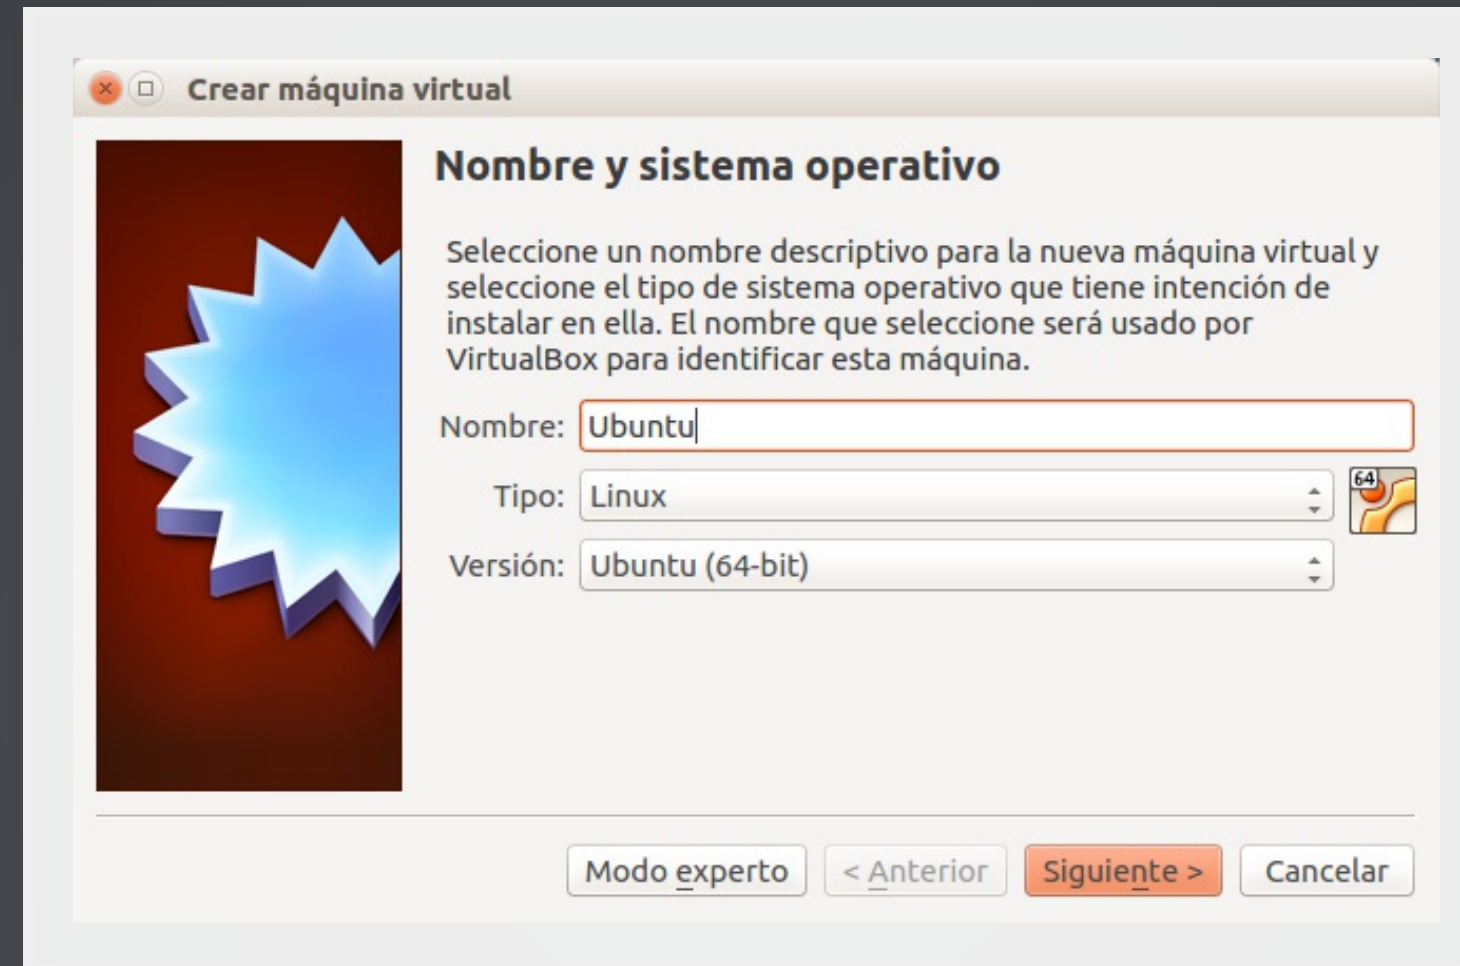 Crear máquina virtual
Nombre y sistema operativo
Seleccione un nombre descriptivo para la nueva máquina virtual y
seleccione el tipo de sistema operativo que tiene intención de
instalar en ella. El nombre que seleccione será usado por
VirtualBox para identificar esta máquina.
Nombre: Ubuntu
Tipo: Linux
64
Versión: Ubuntu (64-bit)
Modo experto < Anterior Siguiente > Cancelar